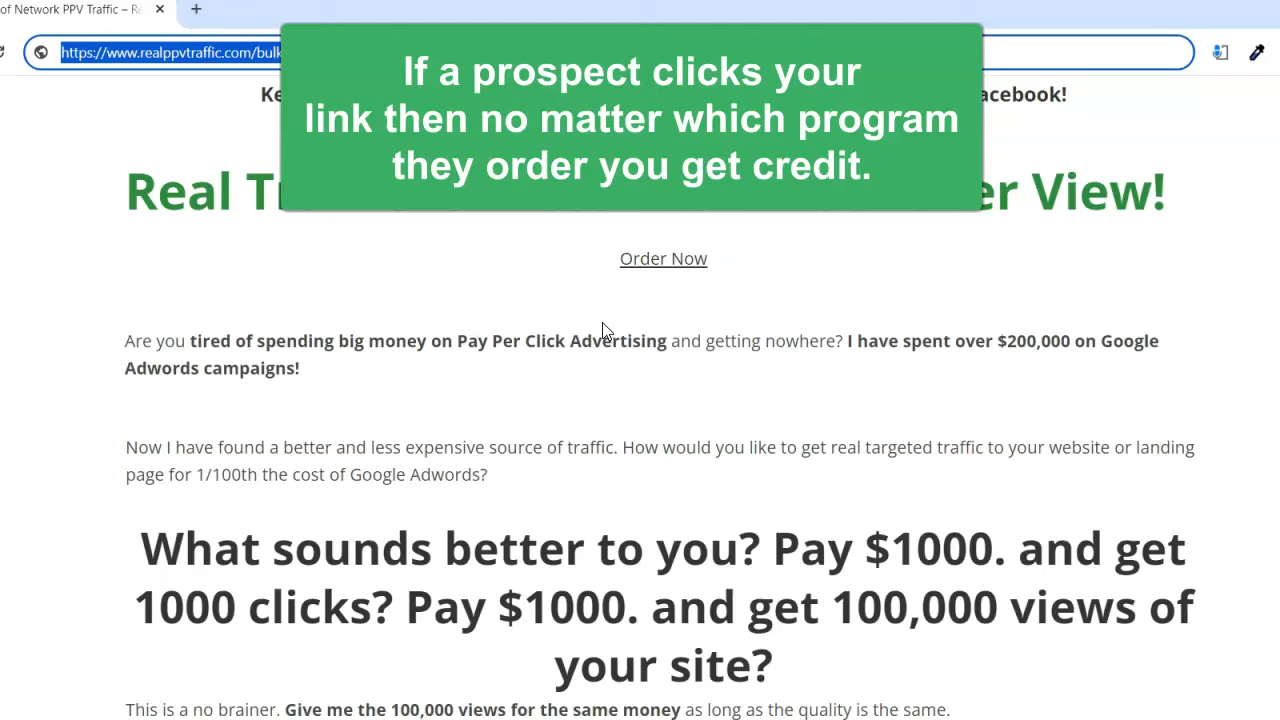 of Network PPV Traffic – Re
https://www.realppvtraffic.com/bulk
If a prospect clicks your
link then no matter which program
they order you get credit.
acebook!
Real
er View!
Order Now
Are you tired of spending big money on Pay Per Click Advertising and getting nowhere? I have spent over $200,000 on Google
Adwords campaigns!
Now I have found a better and less expensive source of traffic. How would you like to get real targeted traffic to your website or landing
page for 1/100th the cost of Google Adwords?
What sounds better to you? Pay $1000. and get
1000 clicks? Pay $1000. and get 100,000 views of
your site?
This is a no brainer. Give me the 100,000 views for the same money as long as the quality is the same.